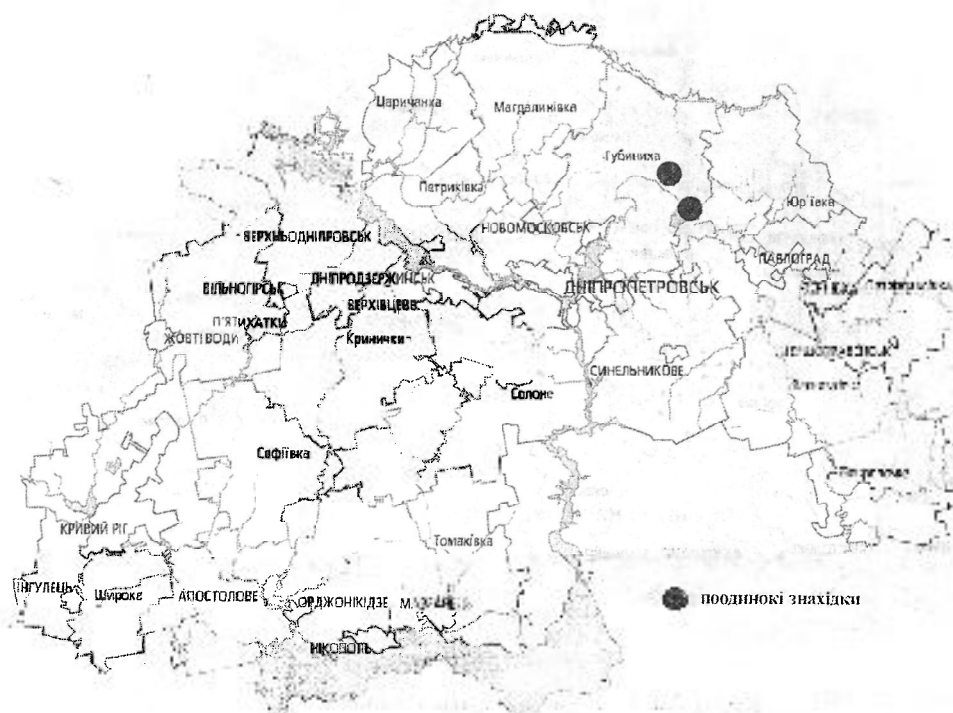 Царичанка
Магдалинівка
Губиниха
Петриківка
Юр'ївка
НОВОМОСКОВСЬК
ВЕРХНЬОДНІПРОВСЬК
ПАВЛОГРАД
ДНІПРОДЗЕРЖИНСЬК
ВІЛЬНОГІРСЬК
ДНІПРОПЕТРОВСЬК
ВЕРХІВЦЕВЕ
П'ЯТИХАТКИ
ЖОВТІ ВОДИ
Кринички
СИНЕЛЬНИКОВЕ
Солоне
Софіївка
КРИВИЙ РІГ
Томаківка
ІНГУЛЕЦЬ
Широке
АПОСТОЛОВЕ
ОРДЖОНІКІДЗЕ
поодинокі знахідки
НІКОПОЛЬ